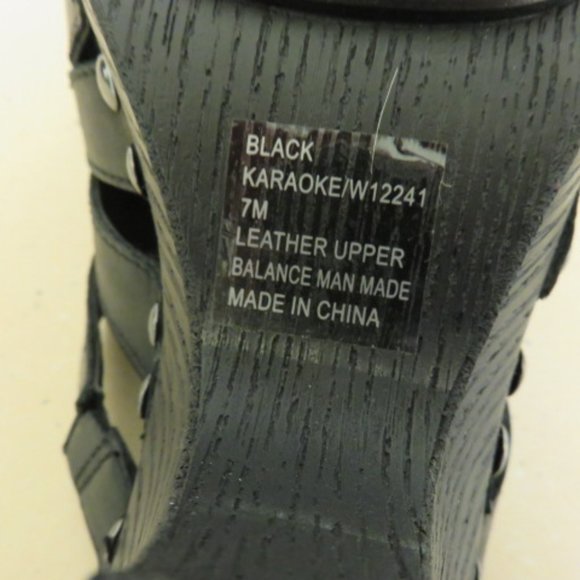 BLACK
KARAOKE/W12241
7M
LEATHER UPPER
BALANCE MAN MADE
MADE IN CHINA